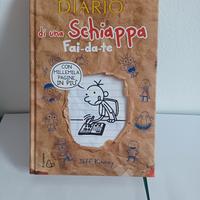 DIARIO
di una Schiappa
Fai-da-te
CON
MILLEMILA
PAGINE IN
PIÙ
JEFF Kinney